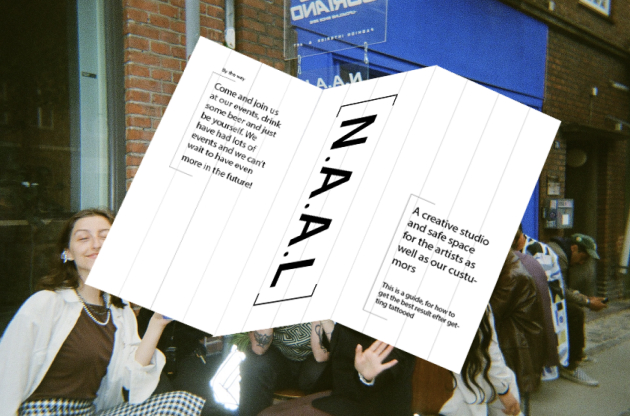 By the way
Come and join us
at our events, drink
some beer and just
be yourself. We
have had lots of
events and we can't
wait to have even
more in the future!
[N.A.A.L]
A creative studio
and safe space
for the artists as
well as our custu-
mors
This is a guide, for how to
get the best result efter get-
ting tattooed
N.A.A.